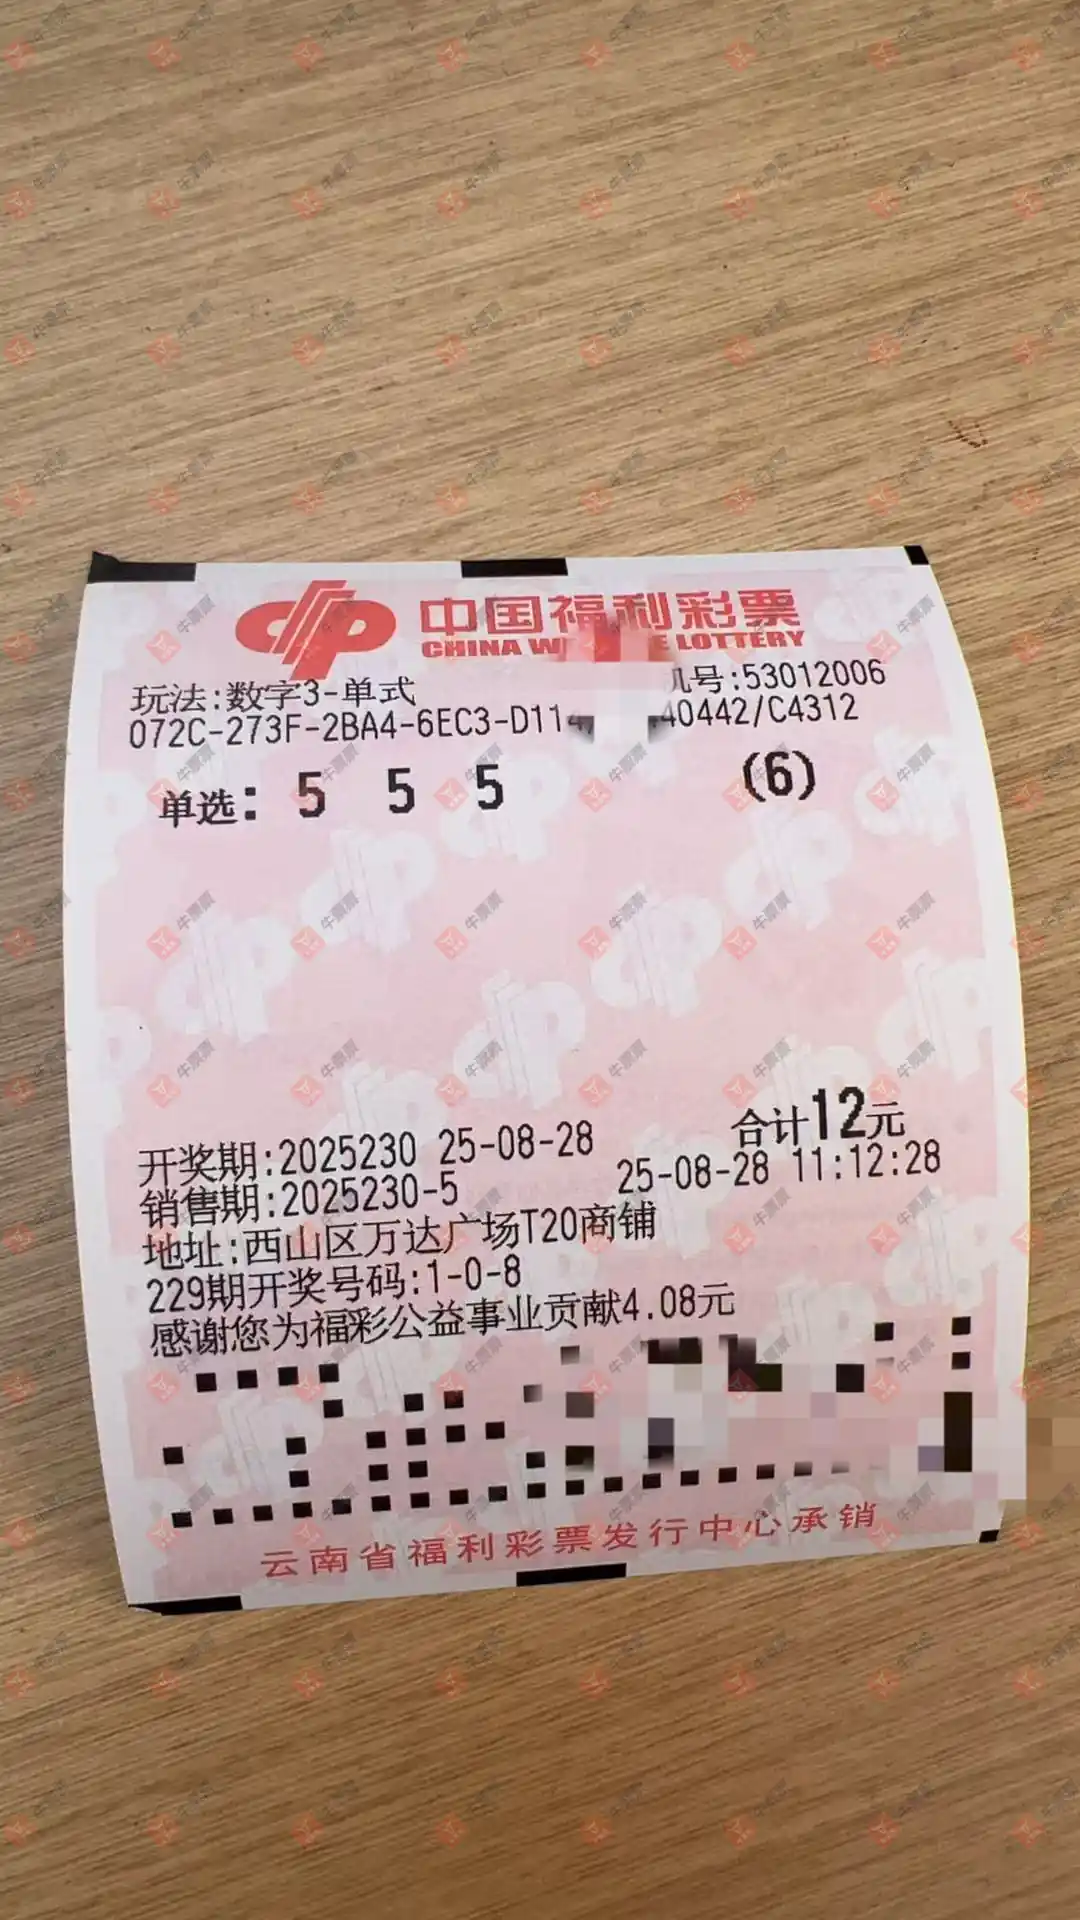 中国福利彩票
CHINA W E LOTTERY
玩法:数字3-单式 机号:53012006
072C-273F-2BA4-6EC3-D114 40442/C4312
单选: 5 5 5 (6)
合计12元
开奖期:2025230 25-08-28
销售期:2025230-5 25-08-28 11:12:28
地址:西山区万达广场T20商铺
229期开奖号码:1-0-8
感谢您为福彩公益事业贡献4.08元
云南省福利彩票发行中心承销
牛票票